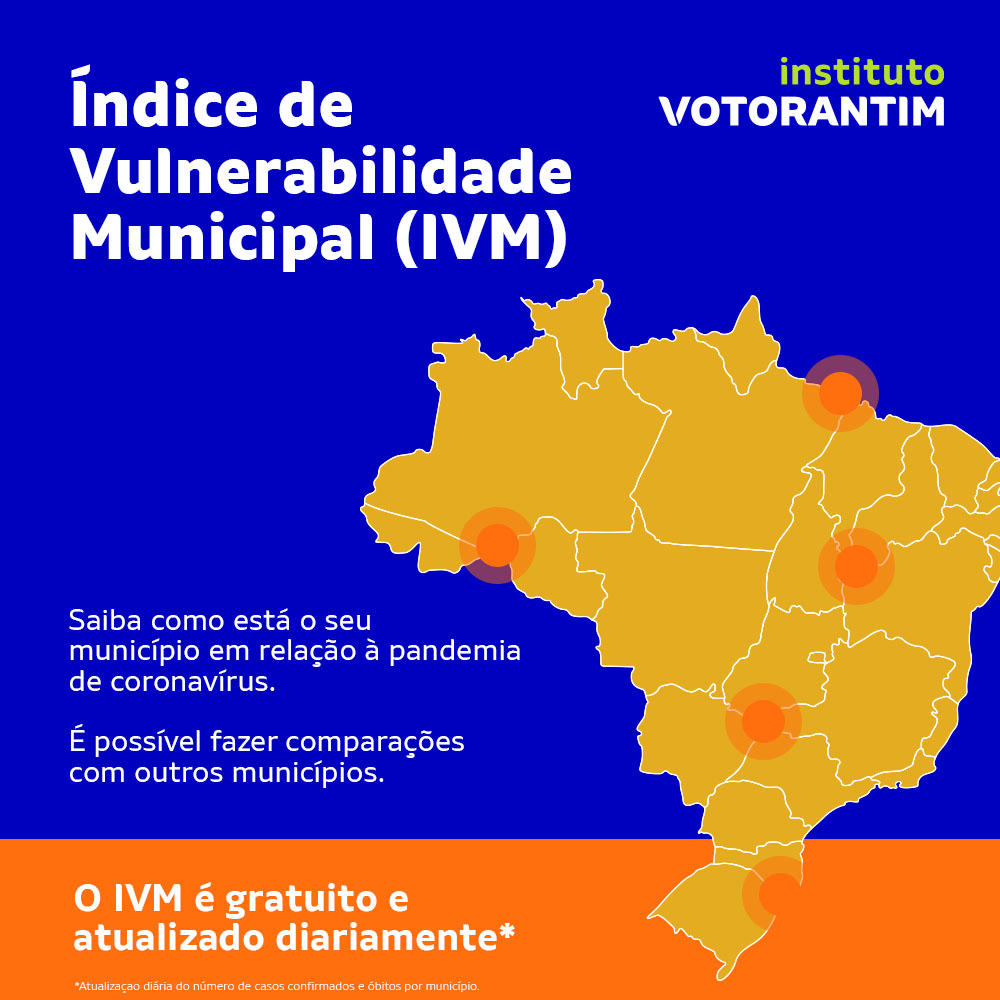 Índice de
Vulnerabilidade
Municipal (IVM)
instituto
VOTORANTIM
Saiba como está o seu
município em relação à pandemia
de coronavírus.
É possível fazer comparações
com outros municípios.
O IVM é gratuito e
atualizado diariamente*
*Atualizaçao diária do número de casos confirmados e óbitos por município.